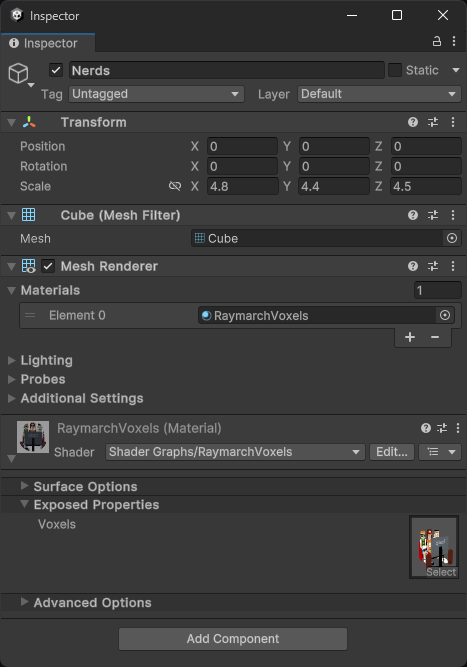 Inspector
Inspector
Nerds
Static
Tag Untagged Layer Default
Transform
Position X 0 Y 0 Z 0
Rotation X 0 Y 0 Z 0
Scale X 4.8 Y 4.4 Z 4.5
Cube (Mesh Filter)
Mesh Cube
Mesh Renderer
Materials 1
Element 0 RaymarchVoxels
Lighting
Probes
Additional Settings
RaymarchVoxels (Material)
Shader Shader Graphs/RaymarchVoxels Edit...
Surface Options
Exposed Properties
Voxels
Select
Advanced Options
Add Component